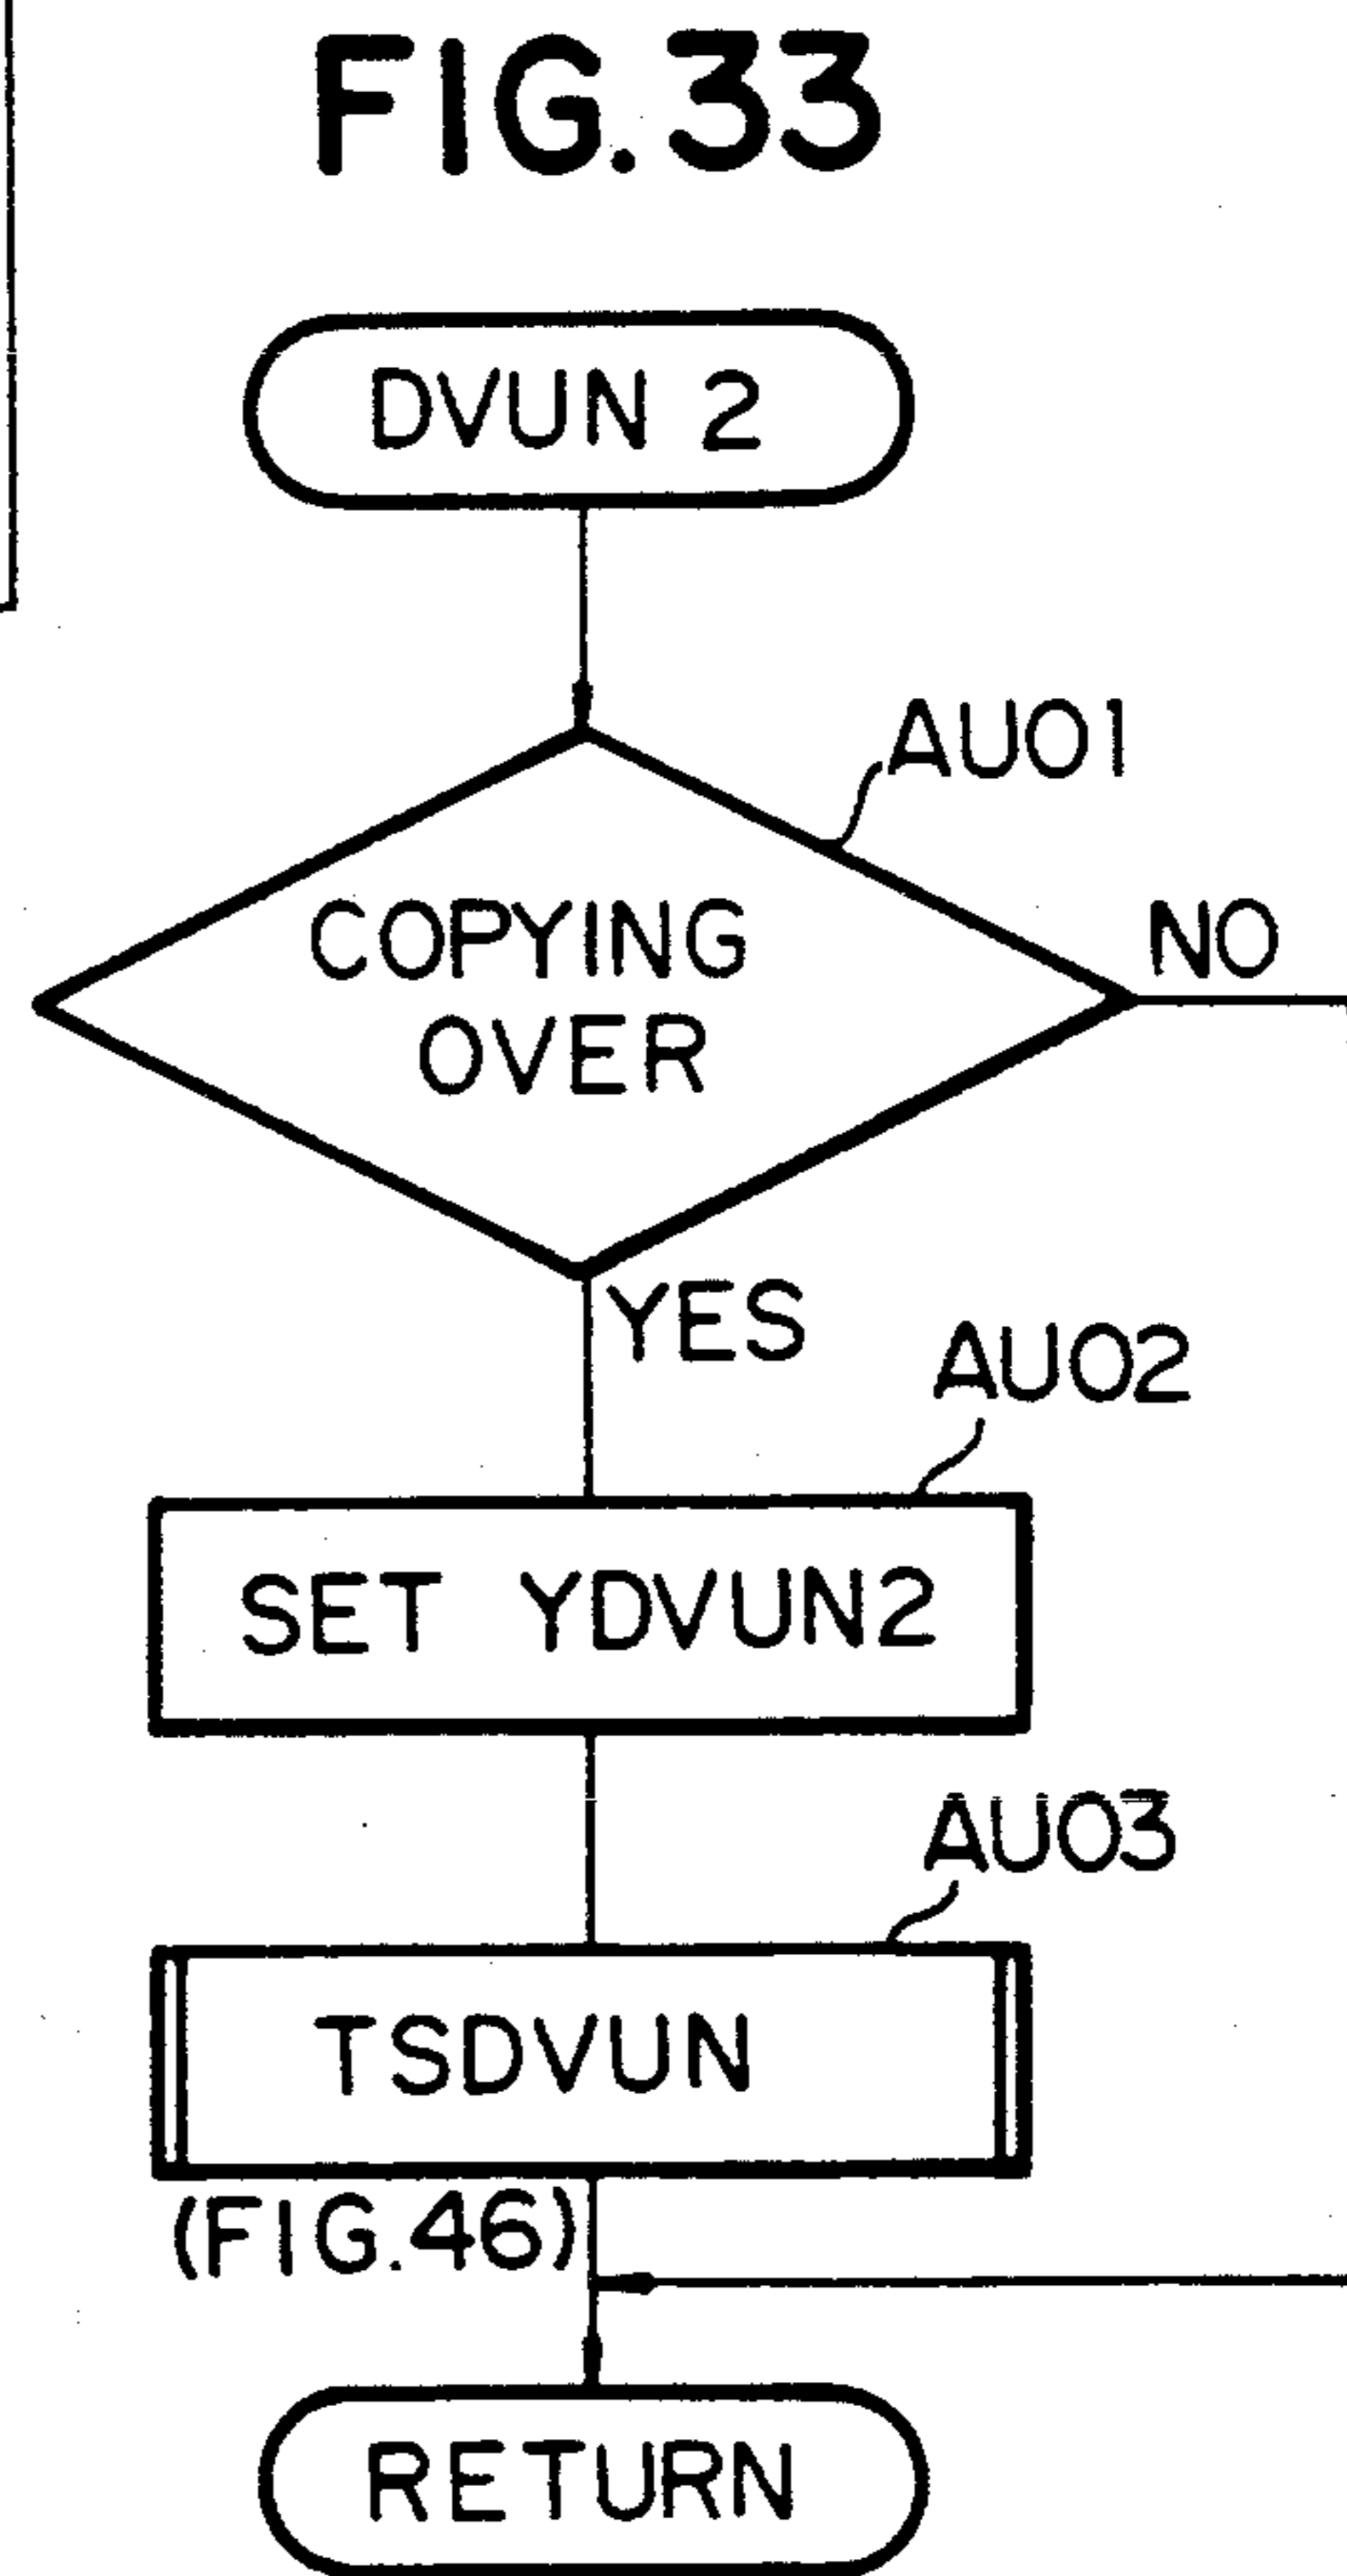 FIG. 33
DVUN 2
AU01
COPYING
OVER
NO
YES
AU02
SET YDVUN2
AU03
TSDVUN
(FIG. 46)
RETURN